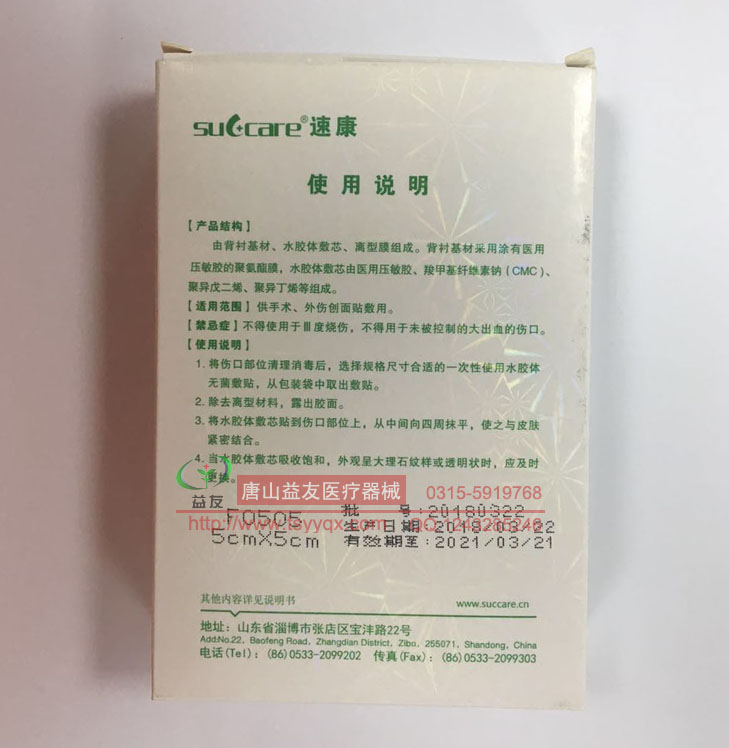 succare® 速康
使用说明
【产品结构】
由背衬基材、水胶体敷芯、离型膜组成。背衬基材采用涂有医用
压敏胶的聚氨酯膜，水胶体敷芯由医用压敏胶、羧甲基纤维素钠（CMC）、
聚异戊二烯、聚异丁烯等组成。
【适用范围】供手术、外伤创面贴敷用。
【禁忌症】不得使用于Ⅲ度烧伤，不得用于未被控制的大出血的伤口。
【使用说明】
1. 将伤口部位清理消毒后，选择规格尺寸合适的一次性使用水胶体
无菌敷贴，从包装袋中取出敷贴。
2. 除去离型材料，露出胶面。
3. 将水胶体敷芯贴到伤口部位上，从中间向四周抹平，使之与皮肤
紧密结合。
4. 当水胶体敷芯吸收饱和，外观呈大理石纹样或透明状时，应及时
更换。
益友
唐山益友医疗器械 0315-5919768
http://www.tsyyqx.com
F0505 批 号:20180322
生产日期:2018/03/22
5cmX5cm 有效期至:2021/03/21
其他内容详见说明书 www.succare.cn
地址：山东省淄博市张店区宝沣路22号
Add:No.22, Baofeng Road, Zhangdian District, Zibo, 255071, Shandong, China
电话(Tel)：(86)0533-2099202 传真(Fax)：(86)0533-2099303